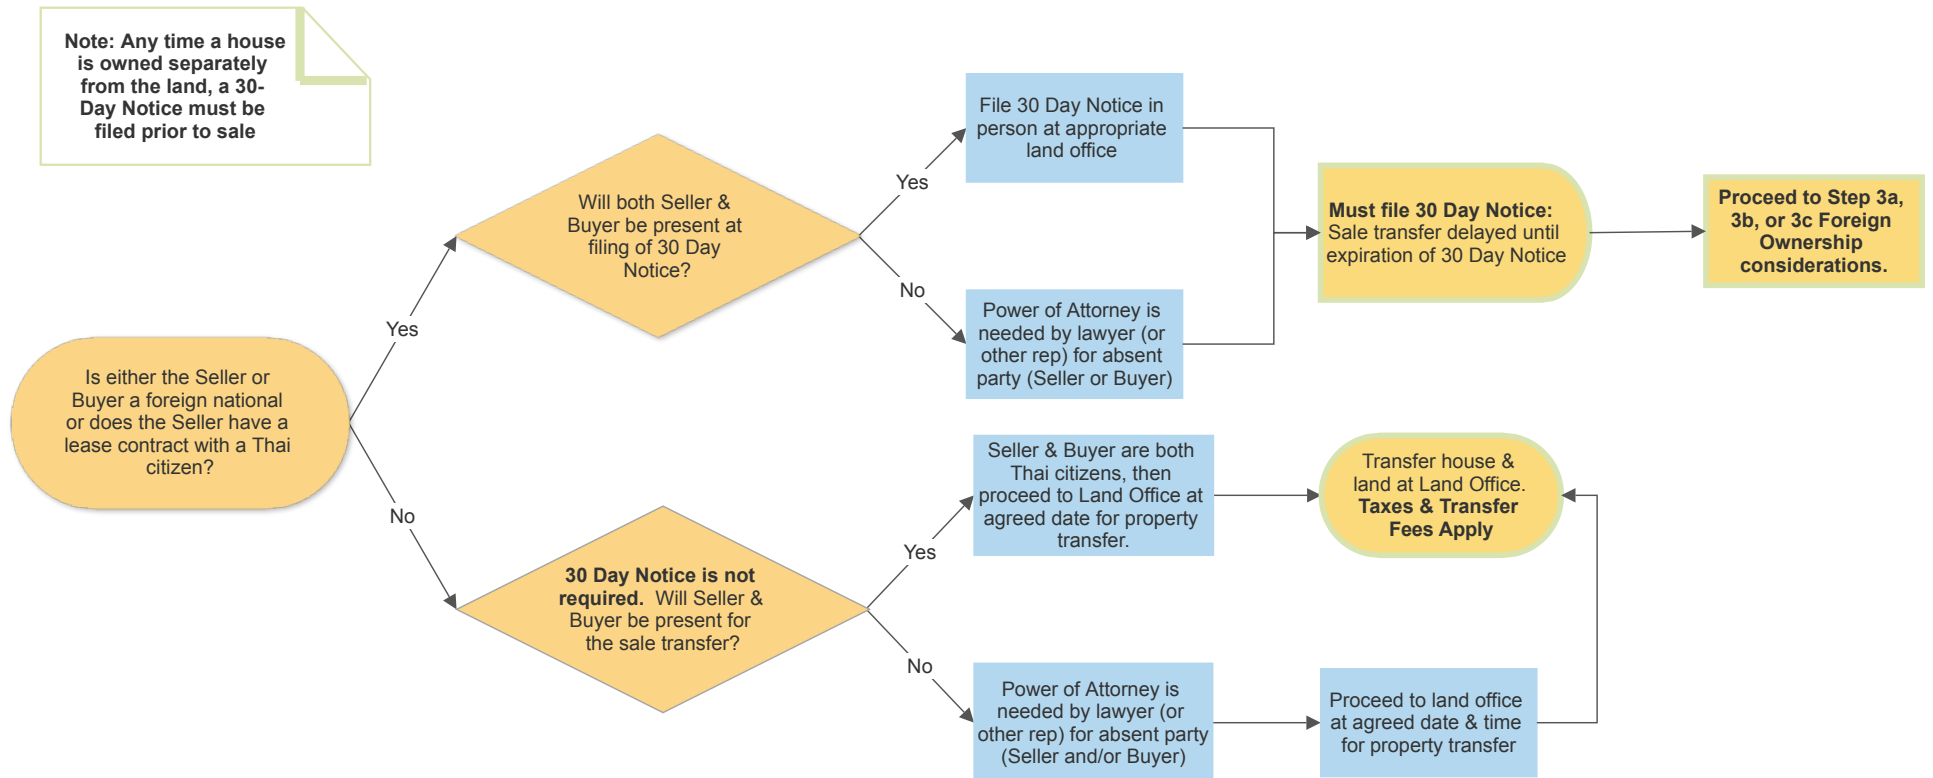 Note: Any time a house
is owned separately
from the land, a 30-
Day Notice must be
filed prior to sale
Is either the Seller or
Buyer a foreign national
or does the Seller have a
lease contract with a Thai
citizen?
Yes
No
Will both Seller &
Buyer be present at
filing of 30 Day
Notice?
Yes
No
File 30 Day Notice in
person at appropriate
land office
Power of Attorney is
needed by lawyer (or
other rep) for absent
party (Seller or Buyer)
Must file 30 Day Notice:
Sale transfer delayed until
expiration of 30 Day Notice
Proceed to Step 3a,
3b, or 3c Foreign
Ownership
considerations.
30 Day Notice is not
required.  Will Seller &
Buyer be present for
the sale transfer?
Yes
No
Seller & Buyer are both
Thai citizens, then
proceed to Land Office at
agreed date for property
transfer.
Transfer house &
land at Land Office.
Taxes & Transfer
Fees Apply
Power of Attorney is
needed by lawyer (or
other rep) for absent party
(Seller and/or Buyer)
Proceed to land office
at agreed date & time
for property transfer